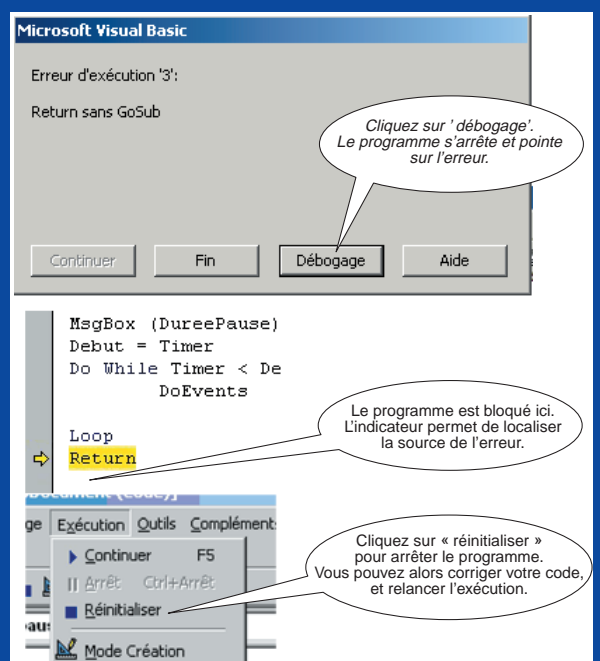 Microsoft Visual Basic
Erreur d'exécution '3':
Return sans GoSub
Cliquez sur ' débogage'.
Le programme s'arrête et pointe
sur l'erreur.
Continuer Fin Débogage Aide
MsgBox (DureePause)
Debut = Timer
Do While Timer < De
DoEvents
Loop
Return
Le programme est bloqué ici.
L'indicateur permet de localiser
la source de l'erreur.
ge Exécution Outils Compléments
Continuer F5
Arrêt Ctrl+Arrêt
Réinitialiser
Mode Création
Cliquez sur « réinitialiser »
pour arrêter le programme.
Vous pouvez alors corriger votre code,
et relancer l'exécution.